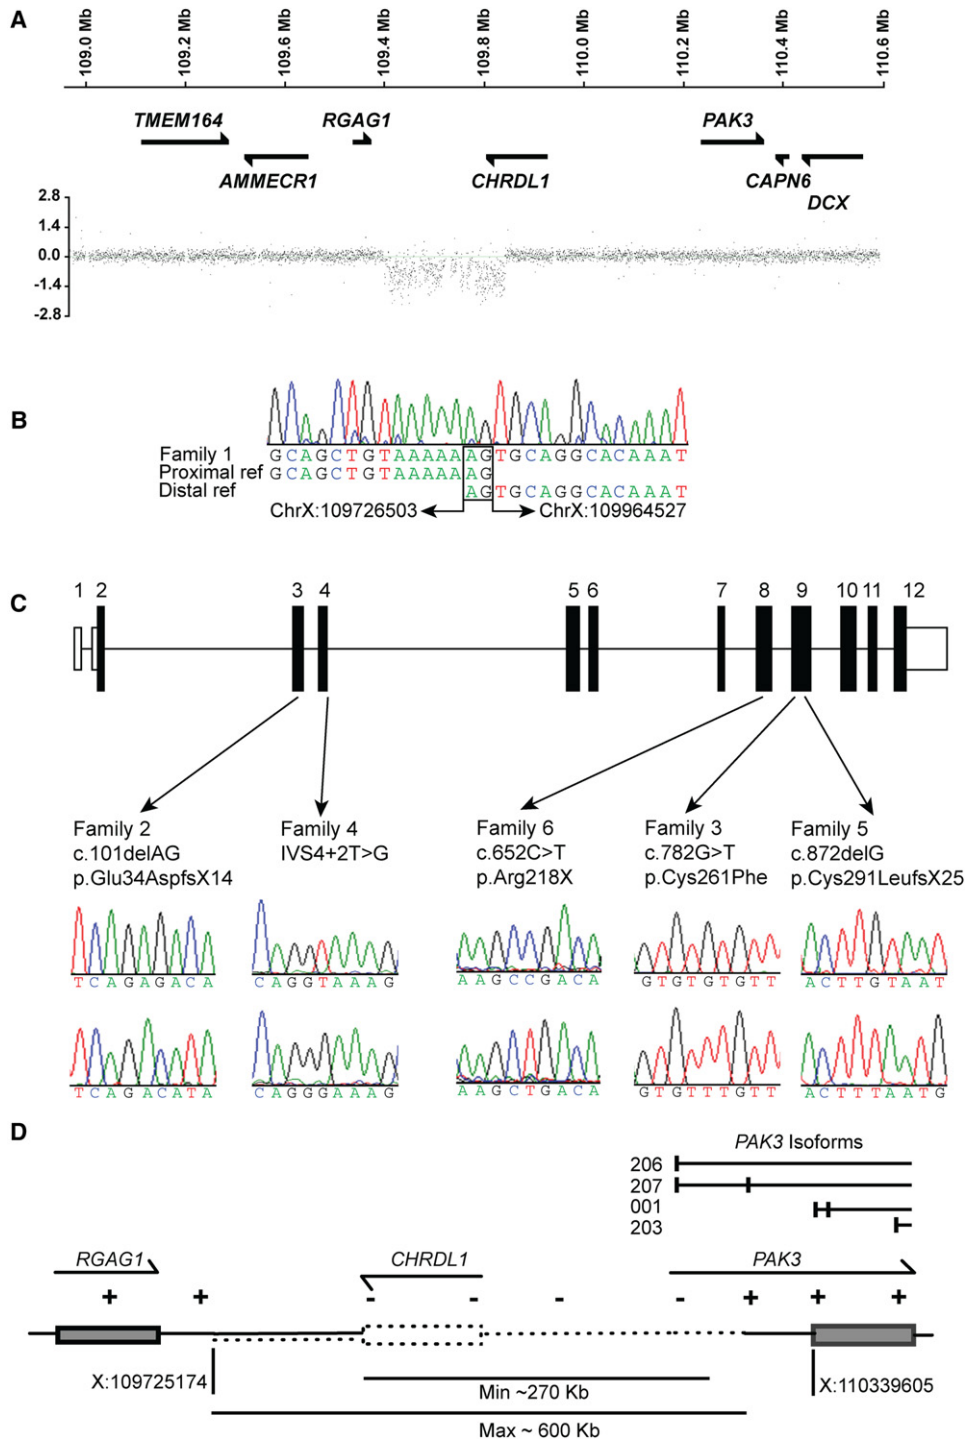 A
109.0 Mb 109.2 Mb 109.6 Mb 109.4 Mb 109.8 Mb 110.0 Mb 110.2 Mb 110.4 Mb 110.6 Mb
TMEM164 RGAG1 PAK3
AMMECR1 CHRDL1 CAPN6
DCX
2.8
1.4
0.0
-1.4
-2.8
B
Family 1 GCAGCTGTAAAAAAGTGCAGGCACAAAT
Proximal ref GCAGCTGTAAAAAAG
Distal ref AGTGCAGGCACAAAT
ChrX:109726503 ChrX:109964527
C
1 2 3 4 5 6 7 8 9 10 11 12
Family 2 Family 4 Family 6 Family 3 Family 5
c.101delAG IVS4+2T>G c.652C>T c.782G>T c.872delG
p.Glu34AspfsX14 p.Arg218X p.Cys261Phe p.Cys291LeufsX25
TCAGAGACA CAGGTAAAG AAGCCGACA GTGTGTGTT ACTTGTAAT
TCAGACATA CAGGGAAAG AAGCTGACA GTGTTTGTT ACTTTAATG
D
PAK3 Isoforms
206
207
001
203
RGAG1 CHRDL1 PAK3
+ + - - - - + + +
X:109725174 X:110339605
Min ~270 Kb
Max ~ 600 Kb